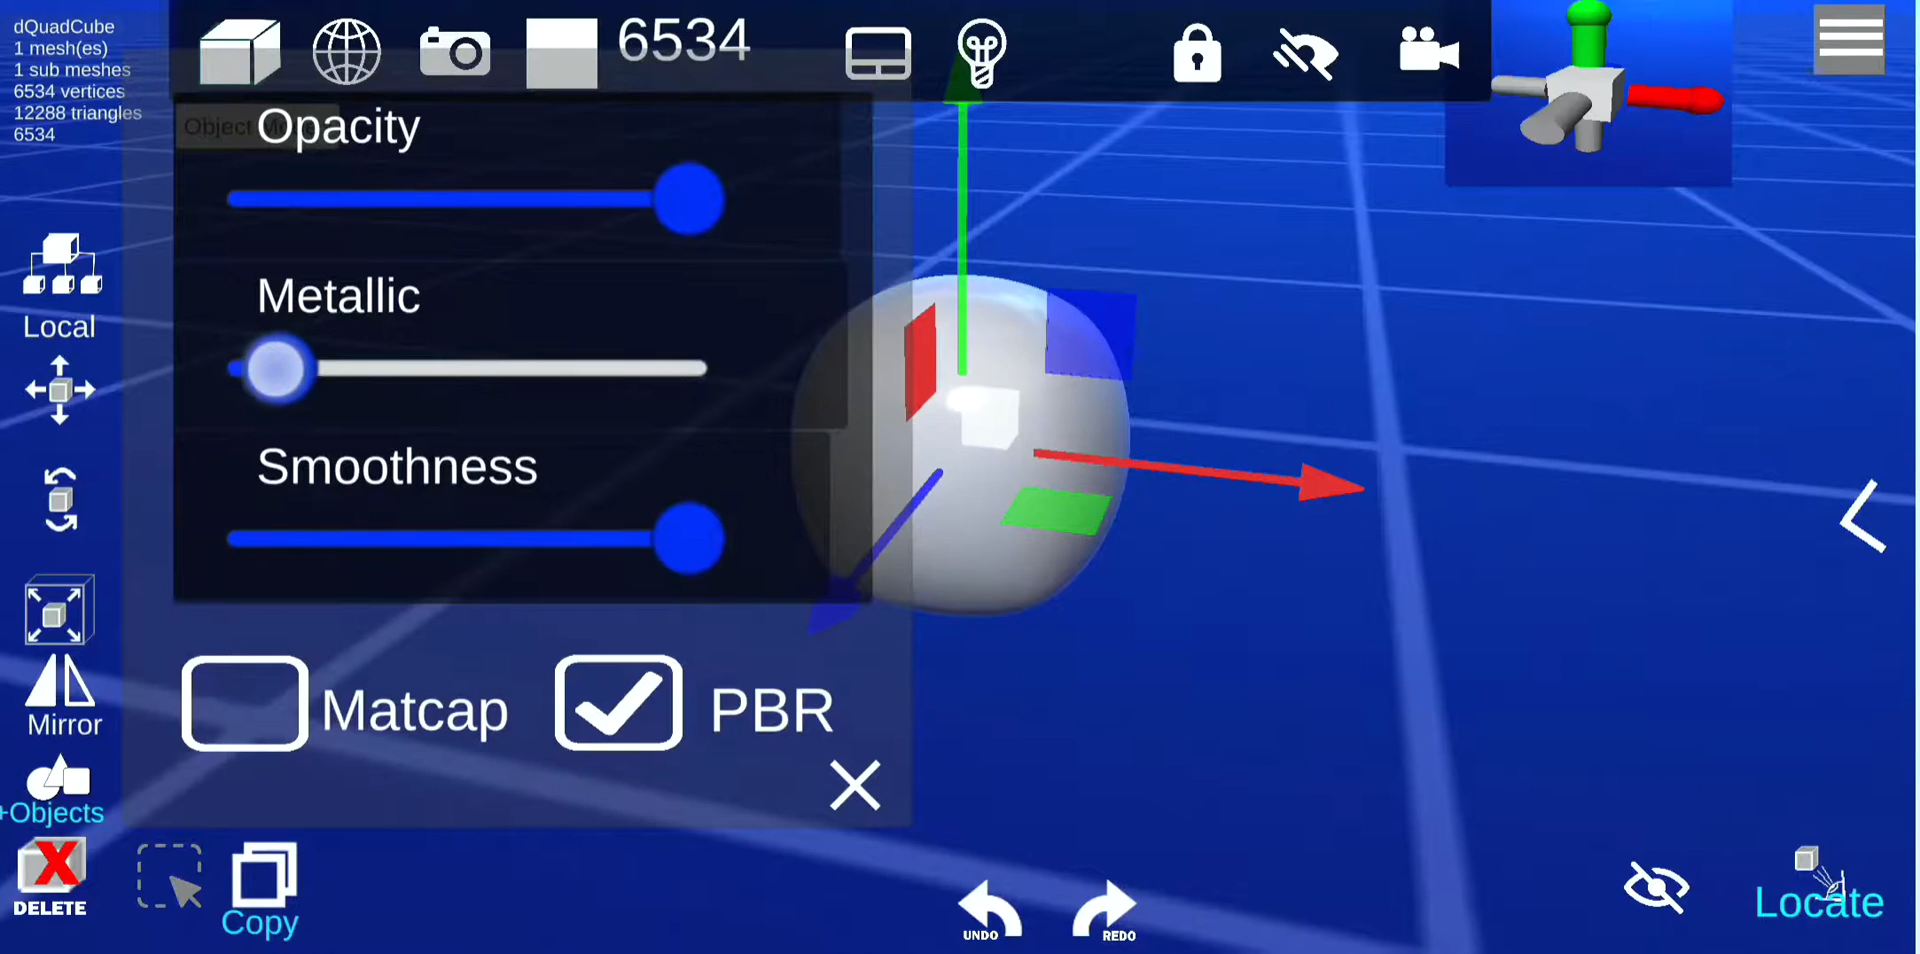 dQuadCube
1 mesh(es)
1 sub meshes
6534 vertices
12288 triangles
6534
6534
Object
Opacity
Metallic
Smoothness
Matcap
PBR
Local
Mirror
+Objects
DELETE
Copy
UNDO
REDO
Locate